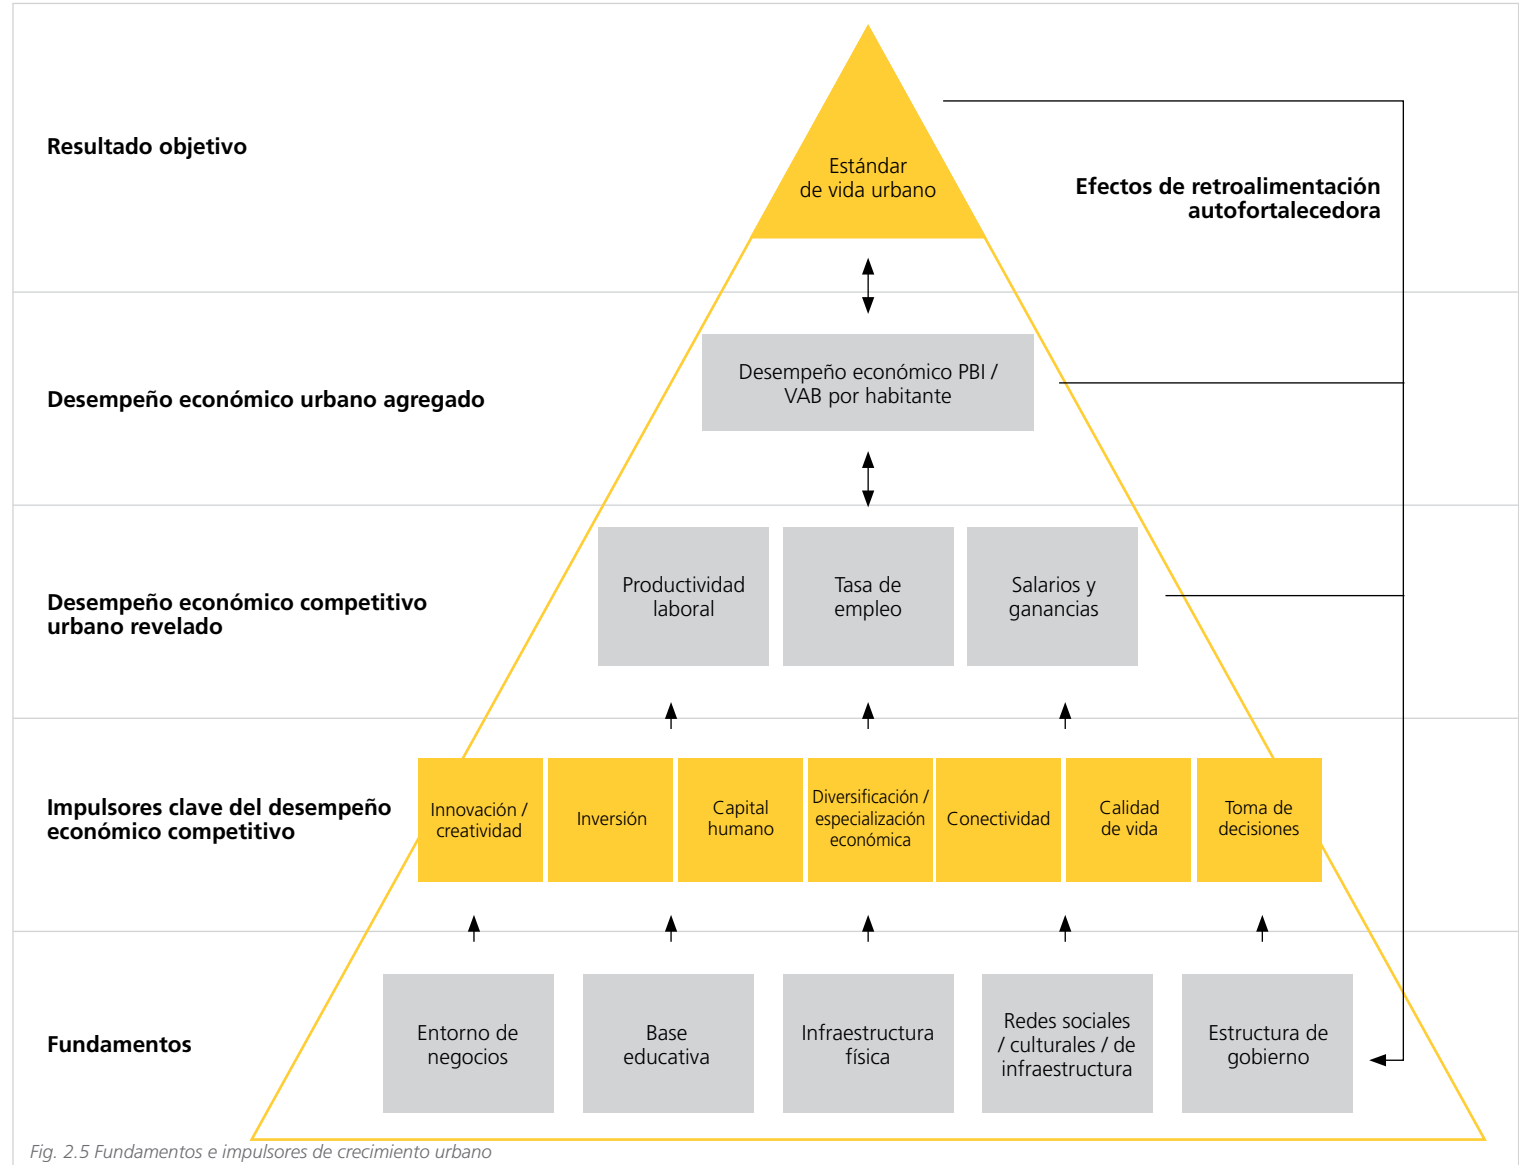 Resultado objetivo
Estándar
de vida urbano
Efectos de retroalimentación
autofortalecedora
Desempeño económico urbano agregado
Desempeño económico PBI /
VAB por habitante
Desempeño económico competitivo
urbano revelado
Productividad
laboral
Tasa de
empleo
Salarios y
ganancias
Impulsores clave del desempeño
económico competitivo
Innovación /
creatividad
Inversión
Capital
humano
Diversificación /
especialización
económica
Conectividad
Calidad
de vida
Toma de
decisiones
Fundamentos
Entorno de
negocios
Base
educativa
Infraestructura
física
Redes sociales
/ culturales / de
infraestructura
Estructura de
gobierno
Fig. 2.5 Fundamentos e impulsores de crecimiento urbano